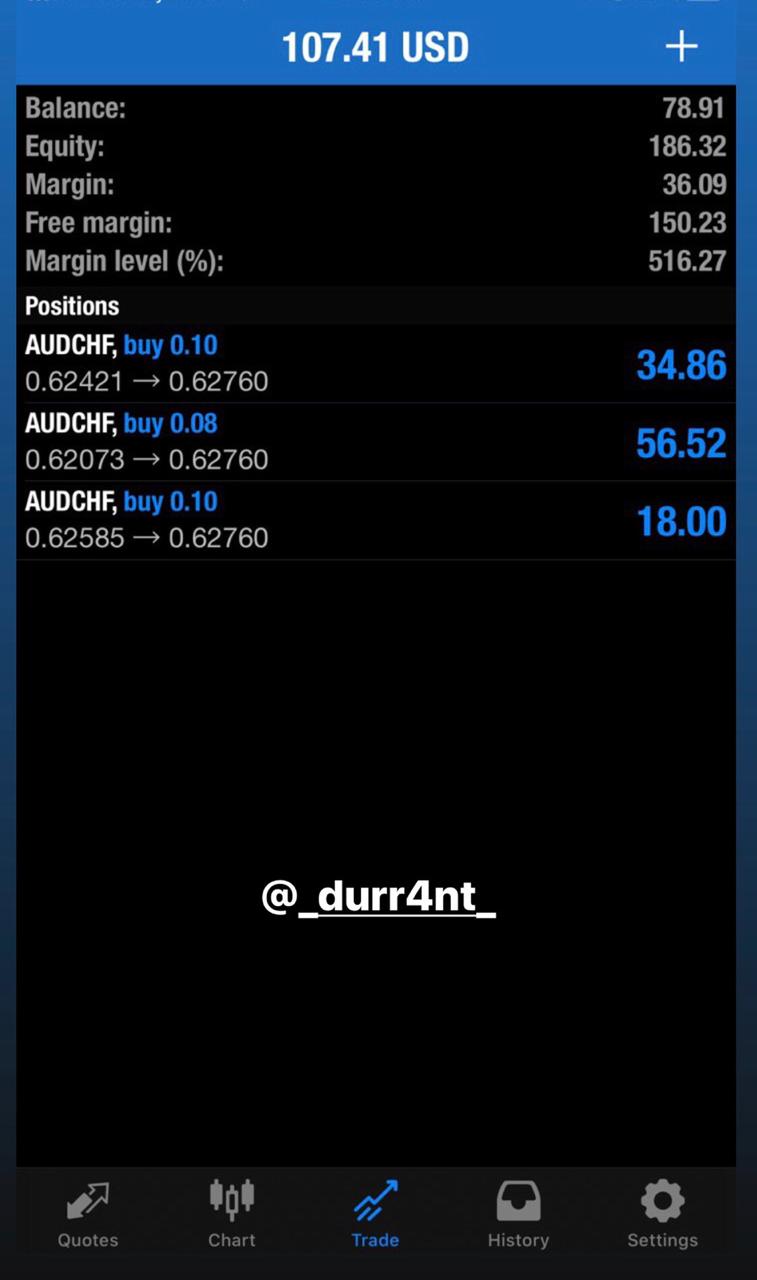 107.41 USD
Balance: 78.91
Equity: 186.32
Margin: 36.09
Free margin: 150.23
Margin level (%): 516.27
Positions
AUDCHF, buy 0.10 34.86
0.62421 → 0.62760
AUDCHF, buy 0.08 56.52
0.62073 → 0.62760
AUDCHF, buy 0.10 18.00
0.62585 → 0.62760
@_durr4nt_
Quotes Chart Trade History Settings